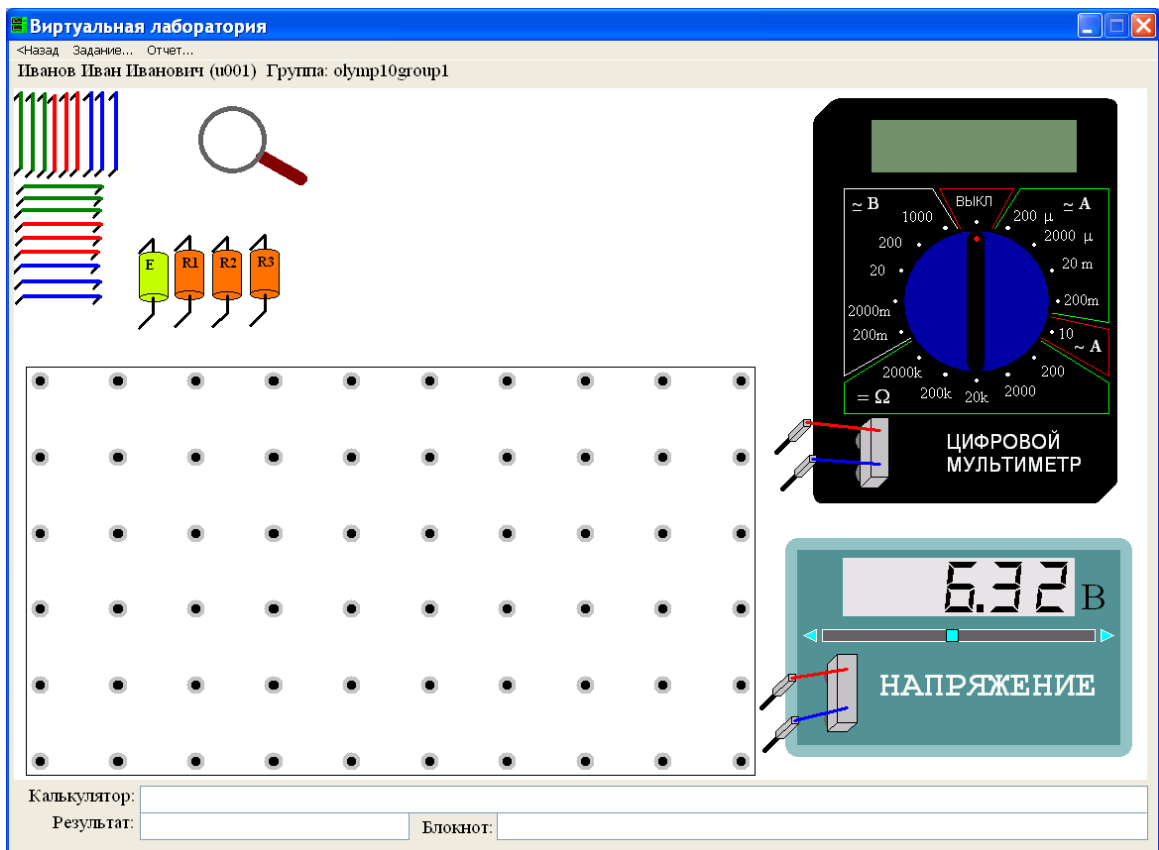 Виртуальная лаборатория
<Назад Задание... Отчет...
Иванов Иван Иванович (u001) Группа: olymp10group1
E R1 R2 R3
≃ В ВЫКЛ ≃ А
1000 200 μ
200 2000 μ
20 20 m
2000m 200m
200m 10 ~ А
2000k 200
= Ω 200k 20k 2000
ЦИФРОВОЙ
МУЛЬТИМЕТР
6.32 В
НАПРЯЖЕНИЕ
Калькулятор:
Результат: Блокнот: